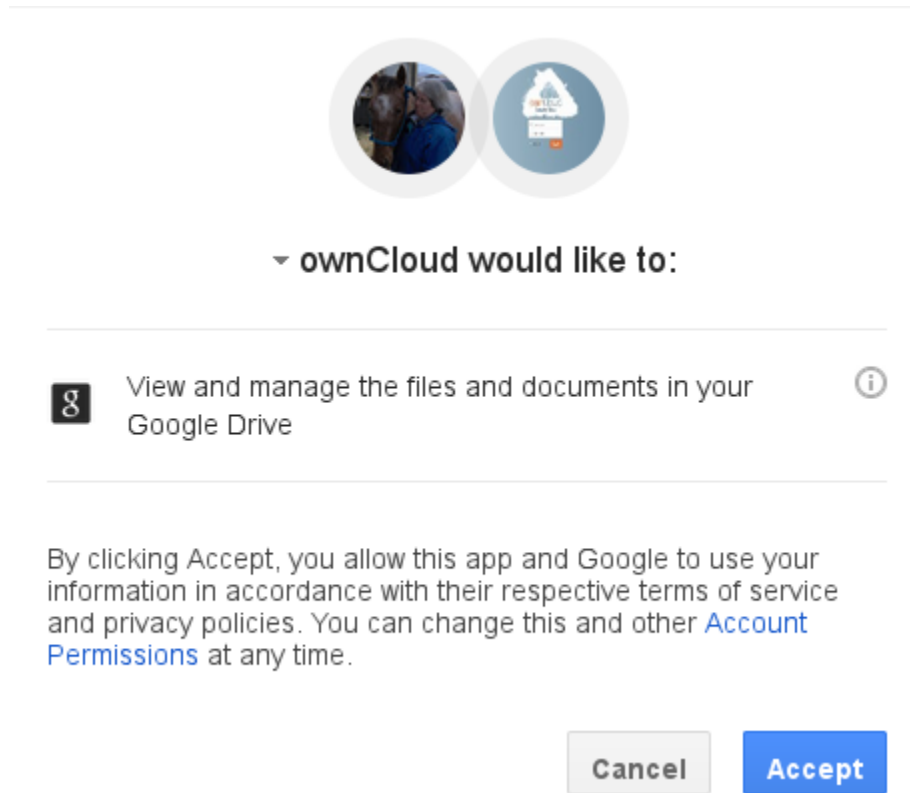 ownCloud would like to:
g
View and manage the files and documents in your
Google Drive
By clicking Accept, you allow this app and Google to use your
information in accordance with their respective terms of service
and privacy policies. You can change this and other Account
Permissions at any time.
Cancel
Accept